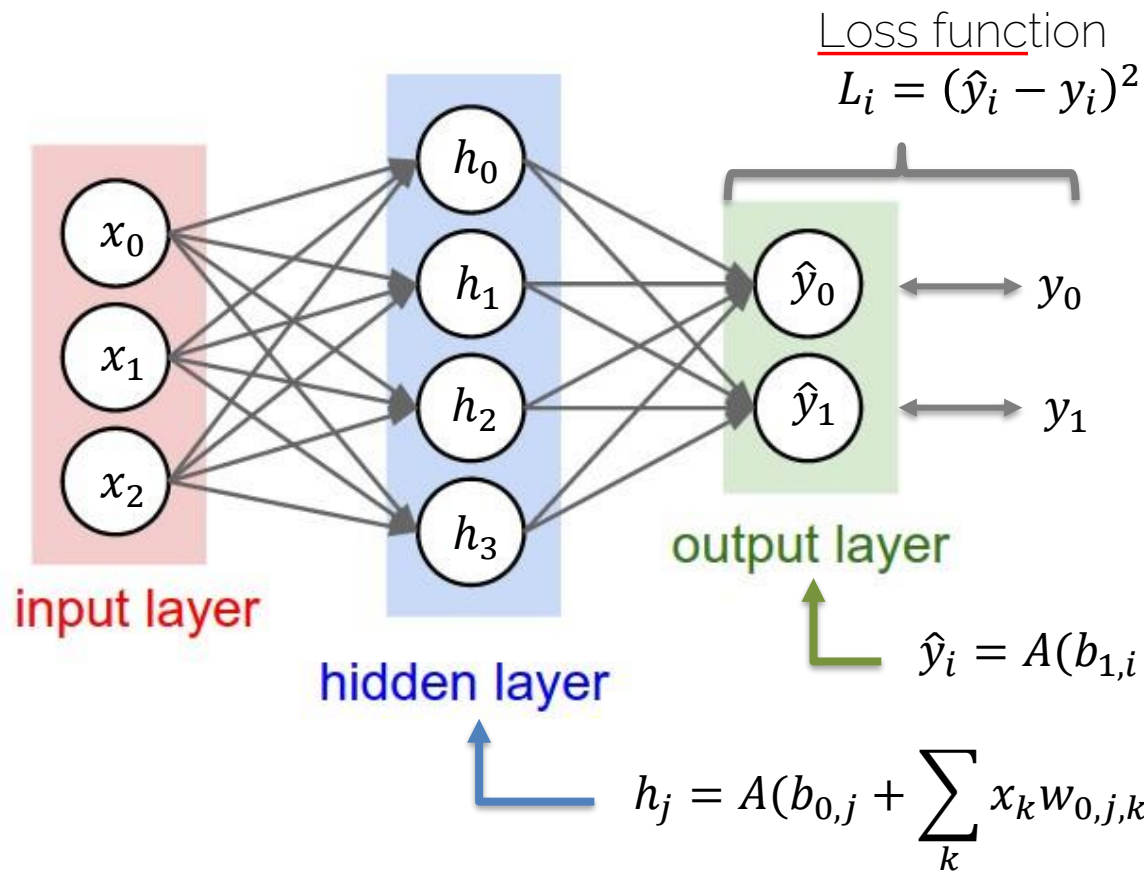 Loss function
L_i = (ŷ_i − y_i)^2
x_0
x_1
x_2
input layer
h_0
h_1
h_2
h_3
hidden layer
ŷ_0
ŷ_1
output layer
y_0
y_1
ŷ_i = A(b_{1,i}
h_j = A(b_{0,j} + ∑_k x_k w_{0,j,k}